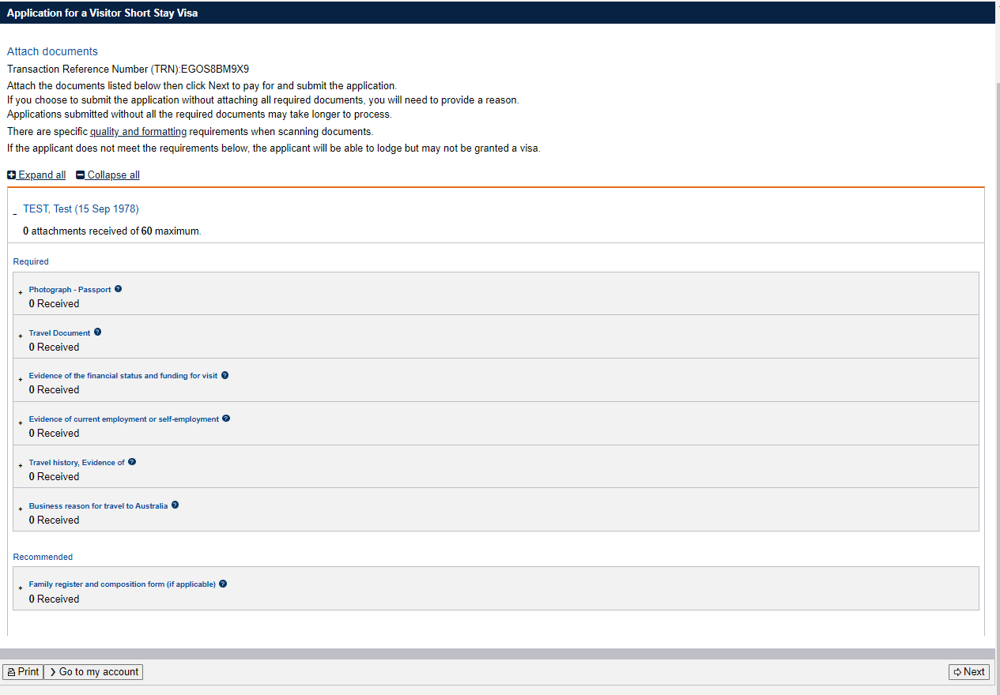 Application for a Visitor Short Stay Visa
Attach documents
Transaction Reference Number (TRN):EGOS8BM9X9
Attach the documents listed below then click Next to pay for and submit the application.
If you choose to submit the application without attaching all required documents, you will need to provide a reason.
Applications submitted without all the required documents may take longer to process.
There are specific quality and formatting requirements when scanning documents.
If the applicant does not meet the requirements below, the applicant will be able to lodge but may not be granted a visa.
Expand all Collapse all
TEST, Test (15 Sep 1978)
0 attachments received of 60 maximum.
Required
Photograph - Passport
0 Received
Travel Document
0 Received
Evidence of the financial status and funding for visit
0 Received
Evidence of current employment or self-employment
0 Received
Travel history, Evidence of
0 Received
Business reason for travel to Australia
0 Received
Recommended
Family register and composition form (if applicable)
0 Received
Print Go to my account Next